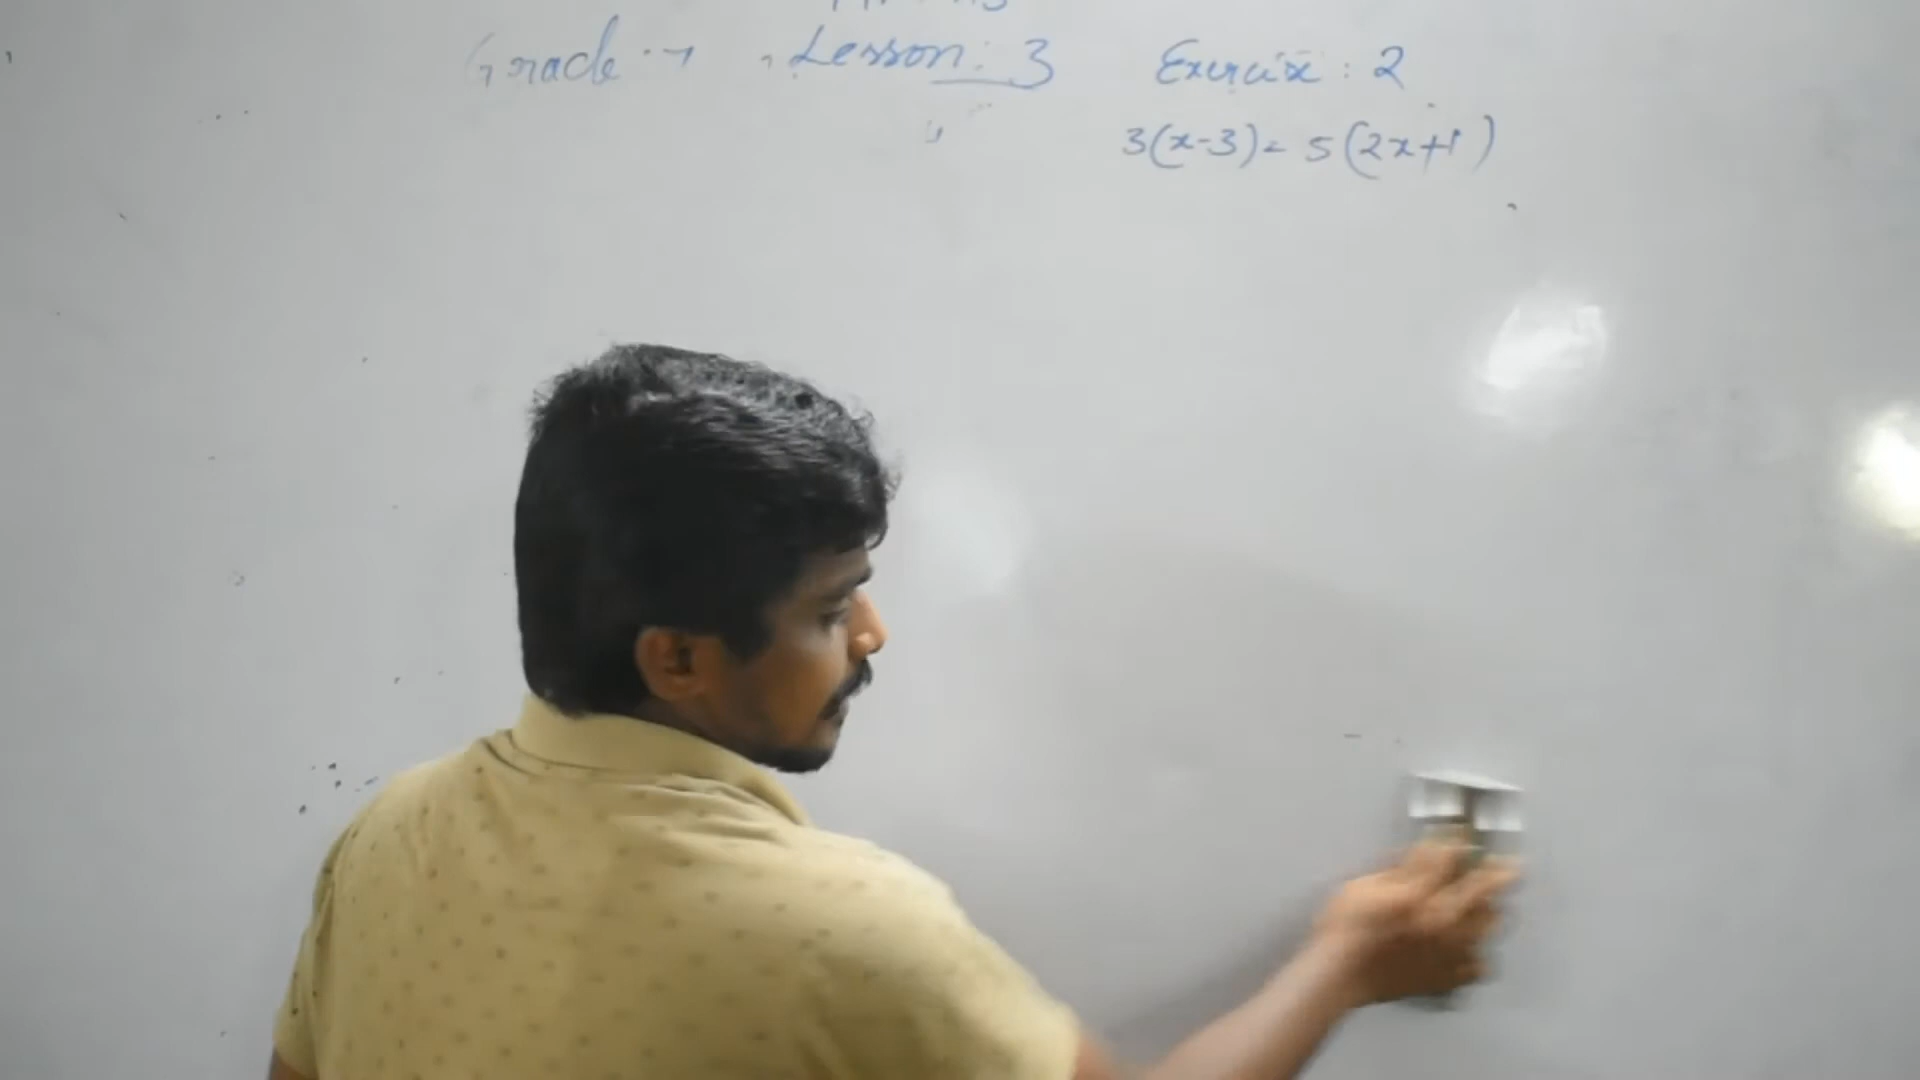 Grade : 7 Lesson : 3 Exercise : 2
3(x-3) = 5(2x+1)